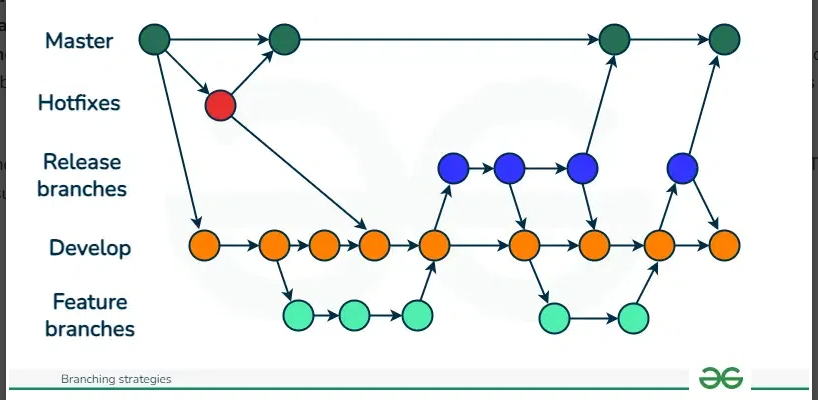 Master
Hotfixes
Release
branches
Develop
Feature
branches
Branching strategies